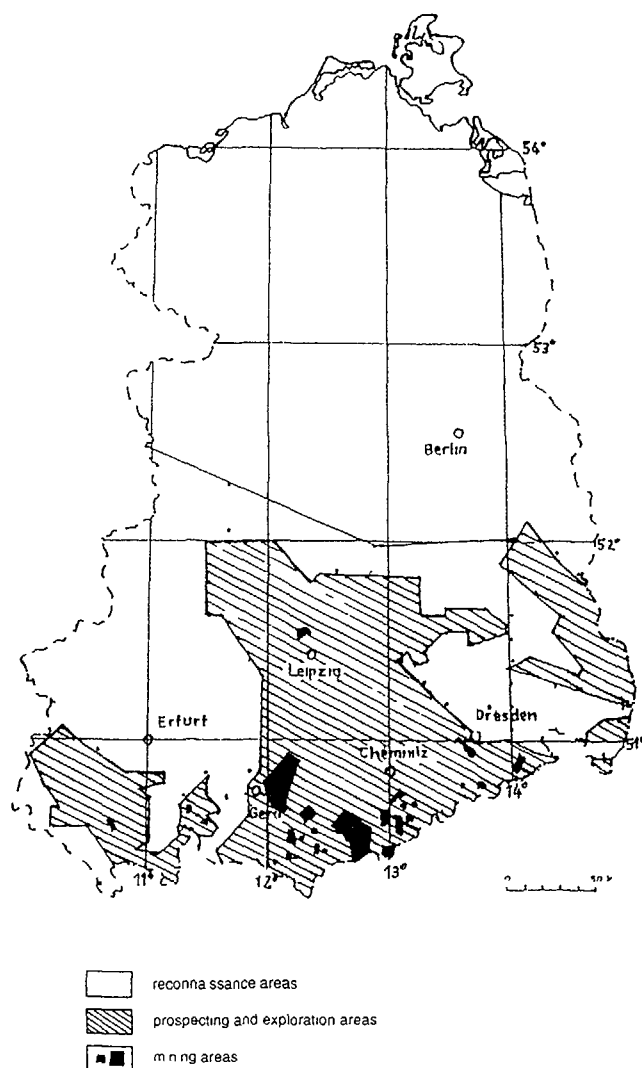 54°
53°
Berlin
52°
Leipzig
Erfurt
Dresden
51°
Chemnitz
Gera
14°
11°
12°
13°
0
reconna ssance areas
prospecting and exploration areas
m n ng areas